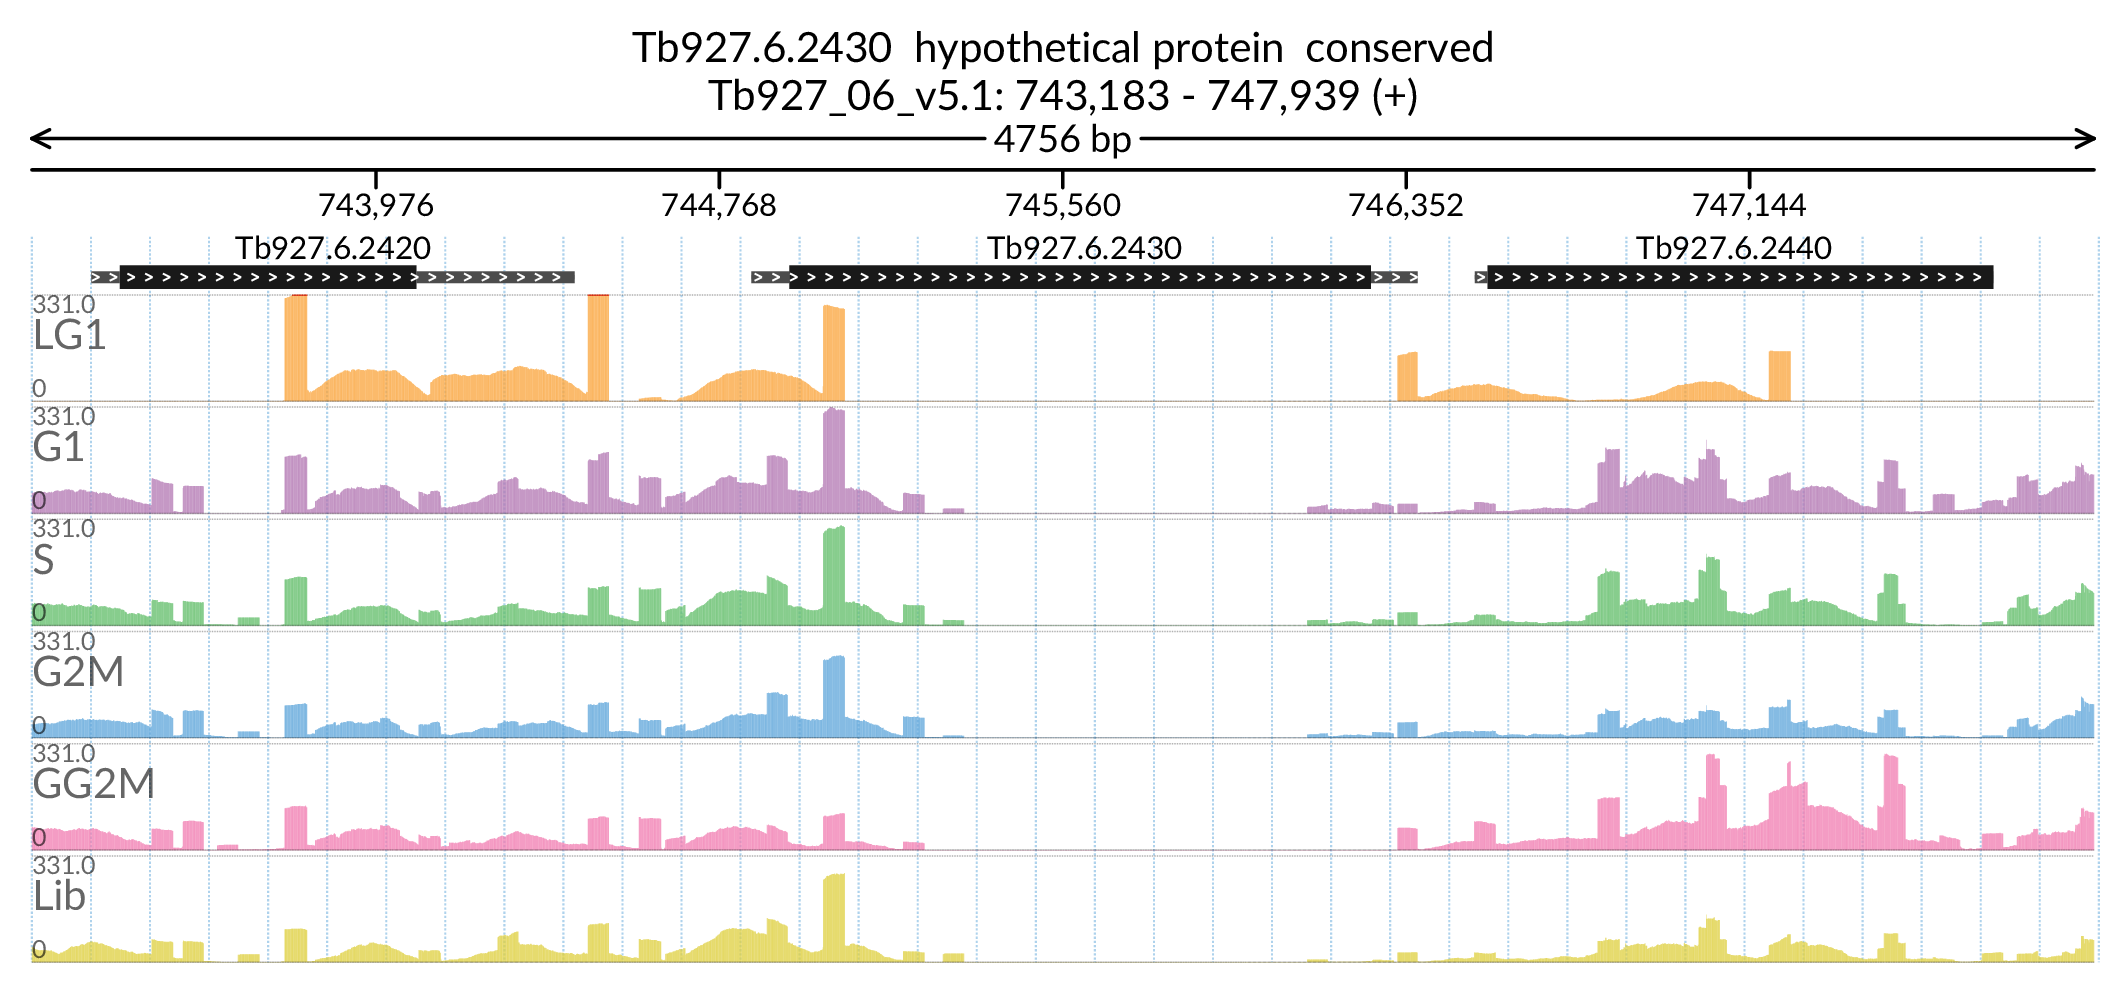 Tb927.6.2430 hypothetical protein conserved
Tb927_06_v5.1: 743,183 - 747,939 (+)
4756 bp
743,976 744,768 745,560 746,352 747,144
Tb927.6.2420 Tb927.6.2430 Tb927.6.2440
331.0
LG1
0
331.0
G1
0
331.0
S
0
331.0
G2M
0
331.0
GG2M
0
331.0
Lib
0